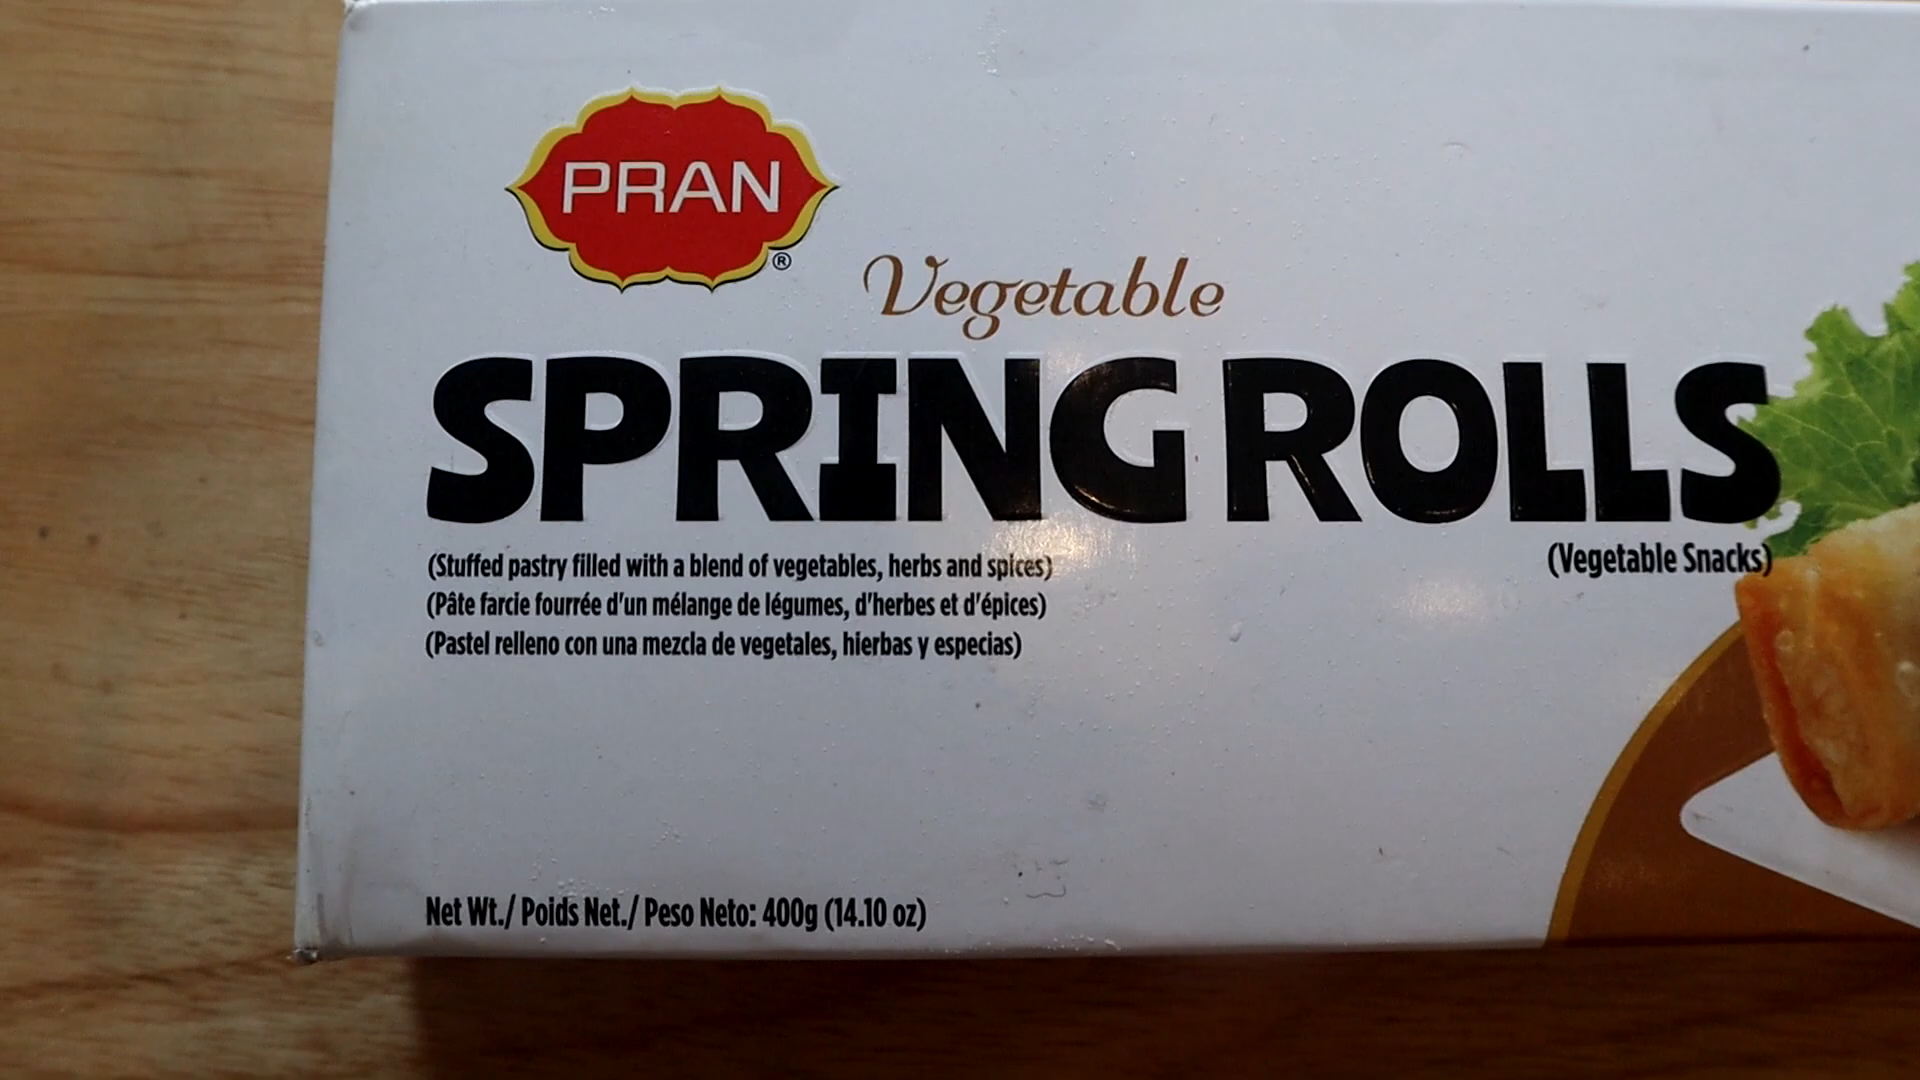 PRAN
®
Vegetable
SPRING ROLLS
(Vegetable Snacks)
(Stuffed pastry filled with a blend of vegetables, herbs and spices)
(Pâte farcie fourrée d'un mélange de légumes, d'herbes et d'épices)
(Pastel relleno con una mezcla de vegetales, hierbas y especias)
Net Wt./ Poids Net./ Peso Neto: 400g (14.10 oz)